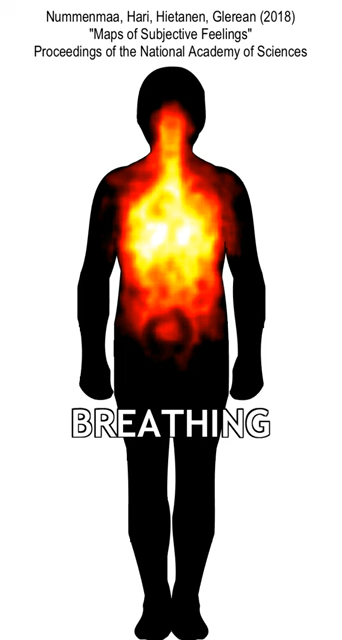 Nummenmaa, Hari, Hietanen, Glerean (2018)
"Maps of Subjective Feelings"
Proceedings of the National Academy of Sciences
BREATHING